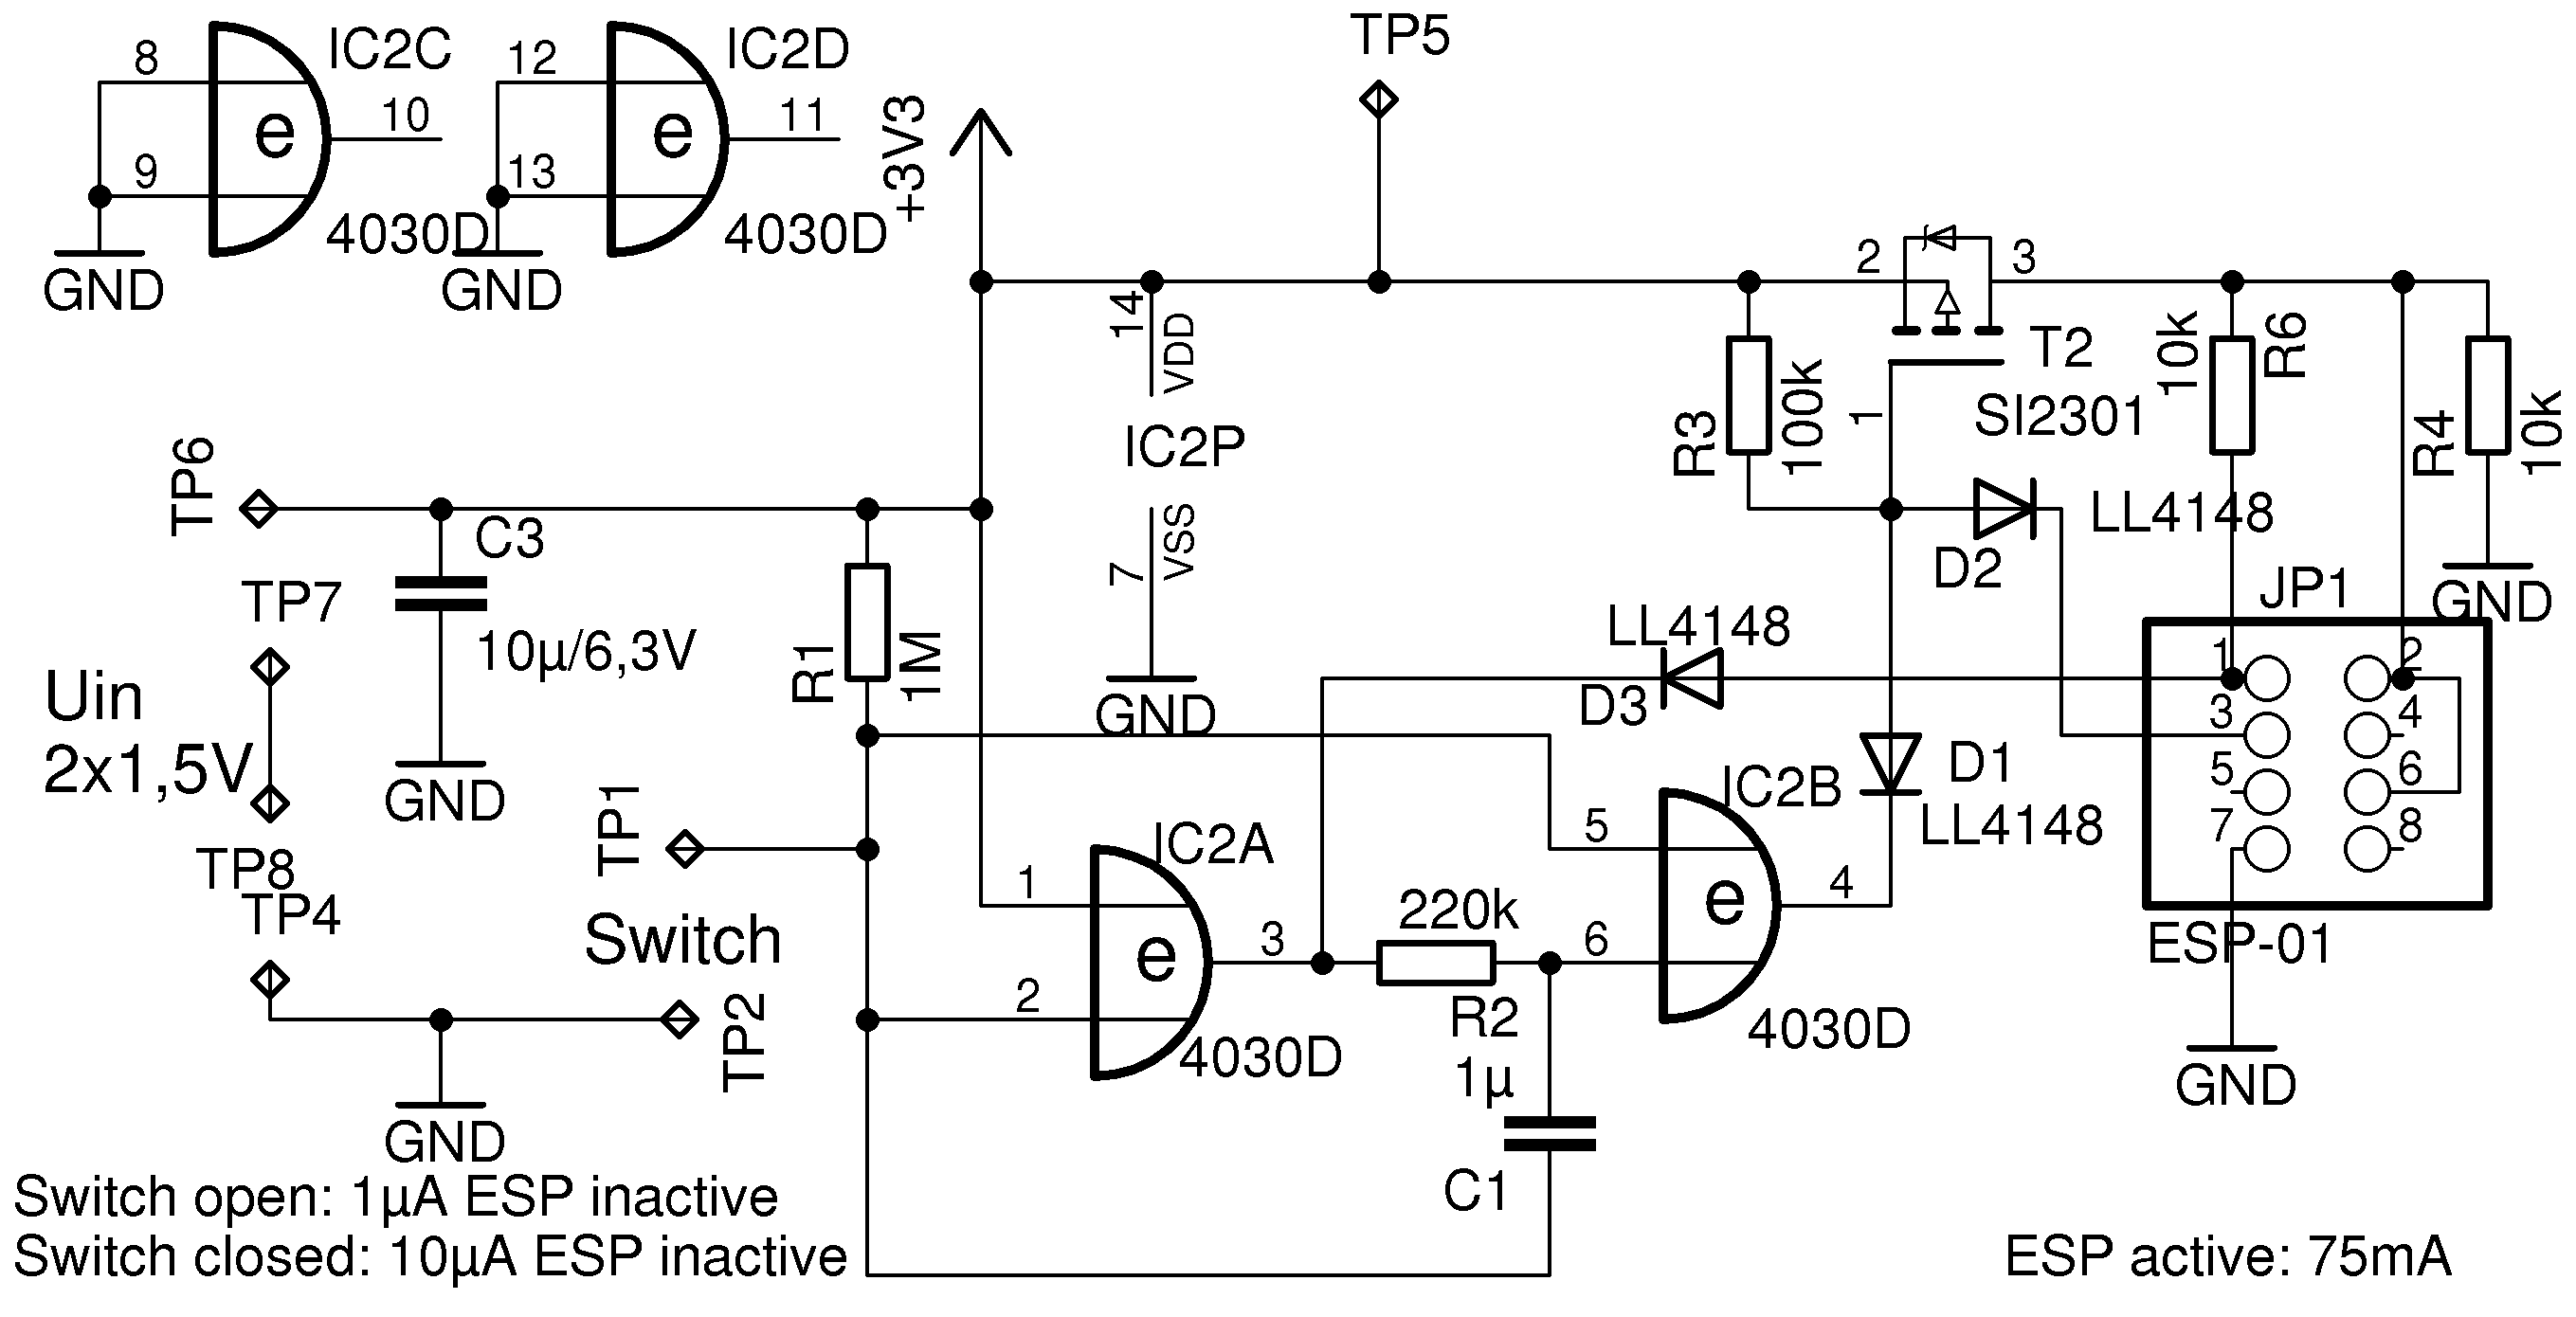 TP5
IC2C
IC2D
8
12
10
11
9
13
e
e
4030D
4030D
GND
GND
+3V3
2
3
14
VDD
T2
SI2301
1
R3
100k
10k
R6
R4
10k
IC2P
TP6
C3
10µ/6,3V
GND
TP7
Uin
2x1,5V
TP8
TP4
R1
1M
7
VSS
GND
LL4148
D2
LL4148
D3
JP1
GND
1
2
3
4
5
6
7
8
ESP-01
GND
TP1
Switch
TP2
IC2A
1
2
3
e
4030D
220k
R2
1µ
C1
IC2B
5
6
4
e
4030D
D1
LL4148
GND
Switch open: 1µA ESP inactive
Switch closed: 10µA ESP inactive
ESP active: 75mA